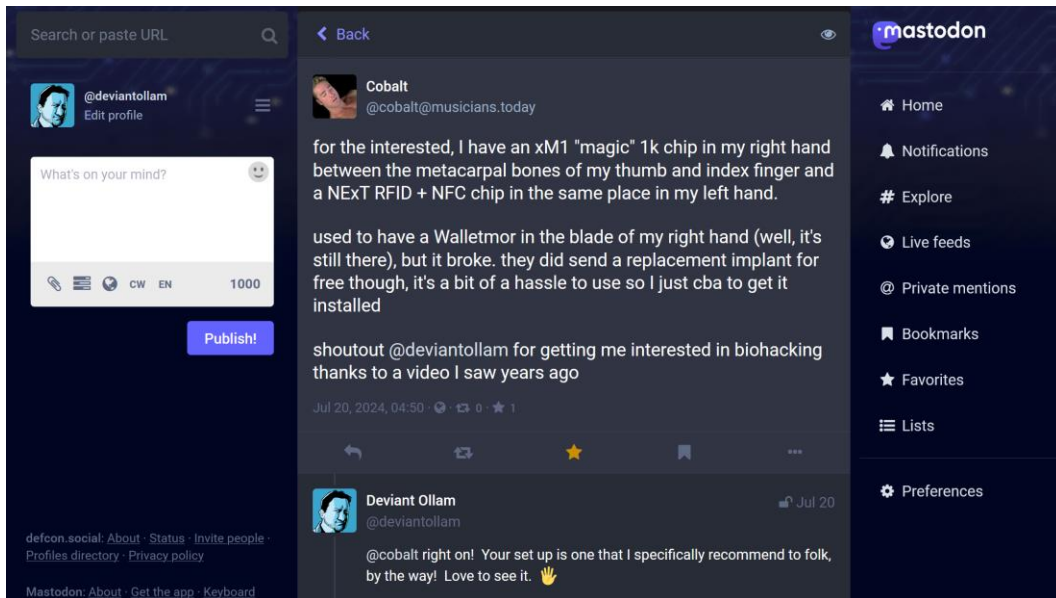 Search or paste URL
@deviantollam
Edit profile
What's on your mind?
CW EN 1000
Publish!
defcon.social: About · Status · Invite people ·
Profiles directory · Privacy policy
Mastodon: About · Get the app · Keyboard
Back
Cobalt
@cobalt@musicians.today
for the interested, I have an xM1 "magic" 1k chip in my right hand
between the metacarpal bones of my thumb and index finger and
a NExT RFID + NFC chip in the same place in my left hand.
used to have a Walletmor in the blade of my right hand (well, it's
still there), but it broke. they did send a replacement implant for
free though, it's a bit of a hassle to use so I just cba to get it
installed
shoutout @deviantollam for getting me interested in biohacking
thanks to a video I saw years ago
Jul 20, 2024, 04:50 · · 0 · 1
Deviant Ollam
Jul 20
@deviantollam
@cobalt right on! Your set up is one that I specifically recommend to folk,
by the way! Love to see it. 🖐
mastodon
Home
Notifications
# Explore
Live feeds
@ Private mentions
Bookmarks
Favorites
Lists
Preferences